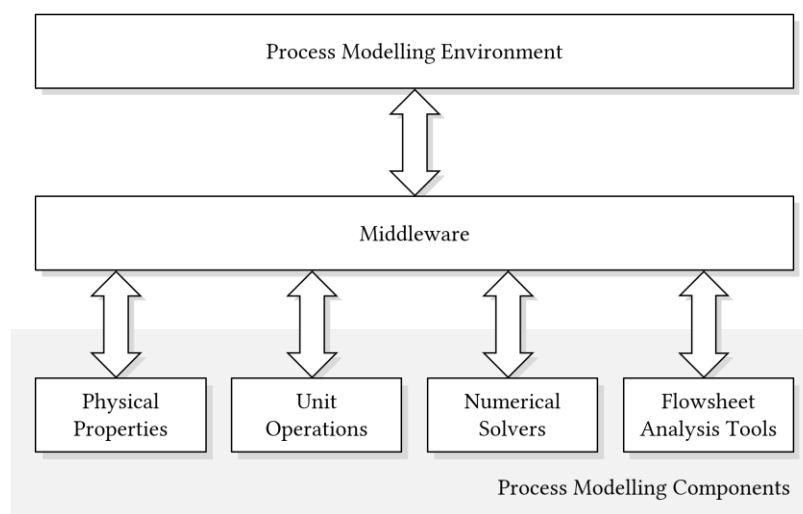 Process Modelling Environment
Middleware
Physical
Properties
Unit
Operations
Numerical
Solvers
Flowsheet
Analysis Tools
Process Modelling Components